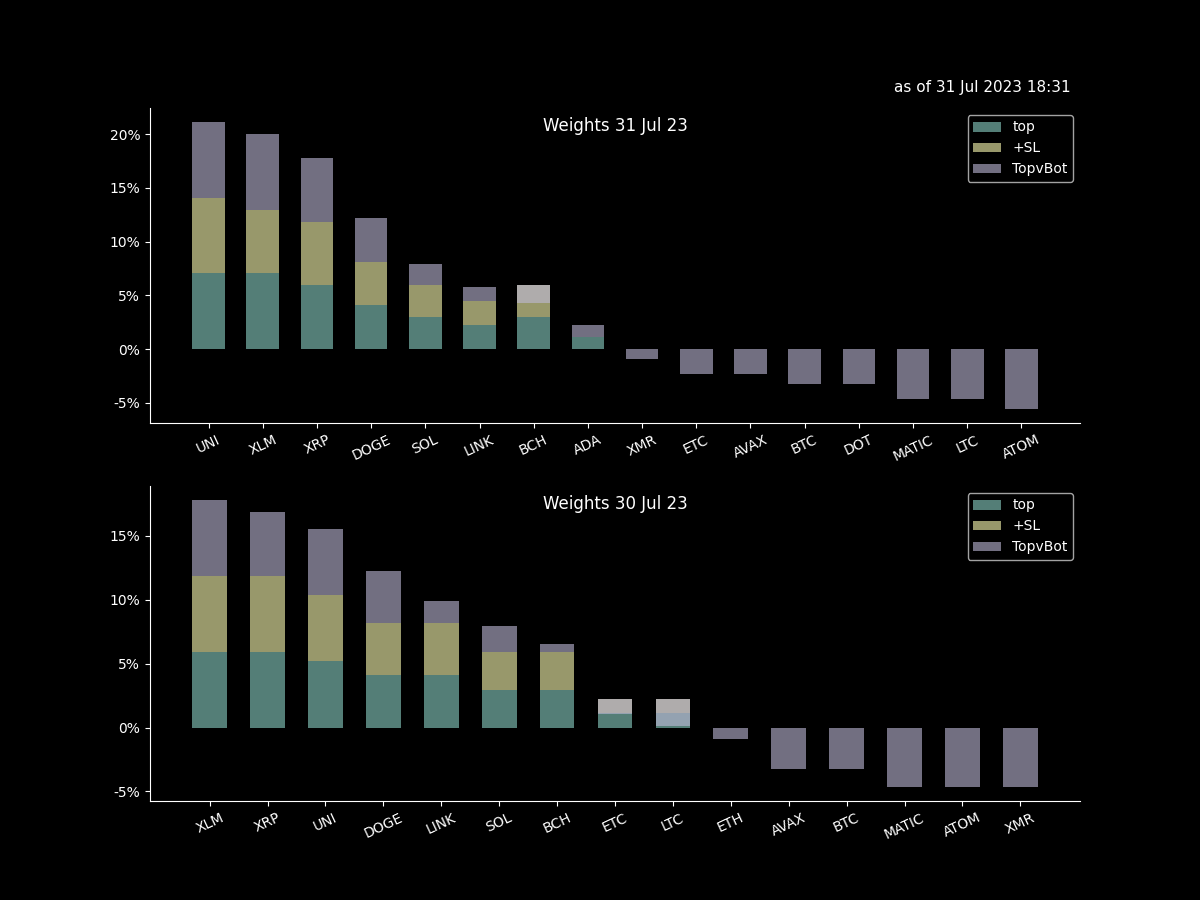 as of 31 Jul 2023 18:31
Weights 31 Jul 23
top
+SL
TopvBot
20%
15%
10%
5%
0%
-5%
UNI XLM XRP DOGE SOL LINK BCH ADA XMR ETC AVAX BTC DOT MATIC LTC ATOM
Weights 30 Jul 23
top
+SL
TopvBot
15%
10%
5%
0%
-5%
XLM XRP UNI DOGE LINK SOL BCH ETC LTC ETH AVAX BTC MATIC ATOM XMR